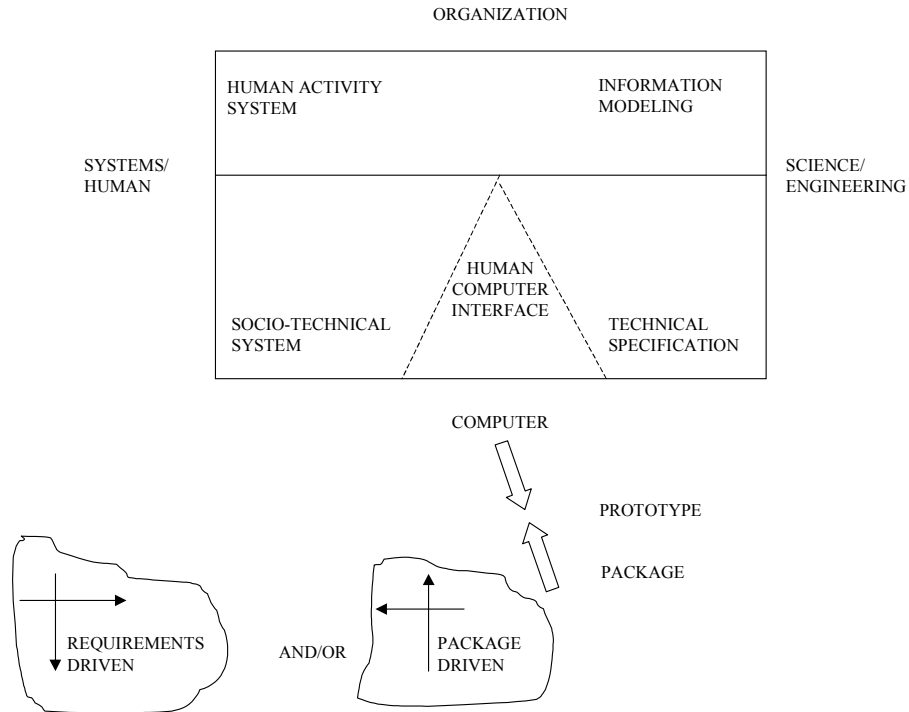 ORGANIZATION
HUMAN ACTIVITY
SYSTEM
INFORMATION
MODELING
SYSTEMS/
HUMAN
SCIENCE/
ENGINEERING
HUMAN
COMPUTER
INTERFACE
SOCIO-TECHNICAL
SYSTEM
TECHNICAL
SPECIFICATION
COMPUTER
PROTOTYPE
PACKAGE
REQUIREMENTS
DRIVEN
AND/OR
PACKAGE
DRIVEN